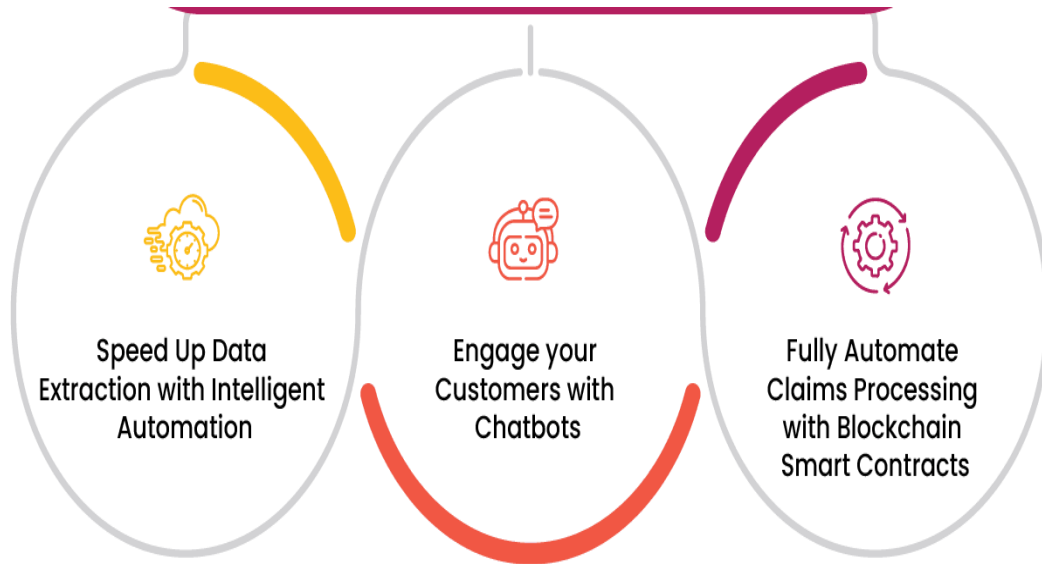 Speed Up Data
Extraction with Intelligent
Automation
Engage your
Customers with
Chatbots
Fully Automate
Claims Processing
with Blockchain
Smart Contracts